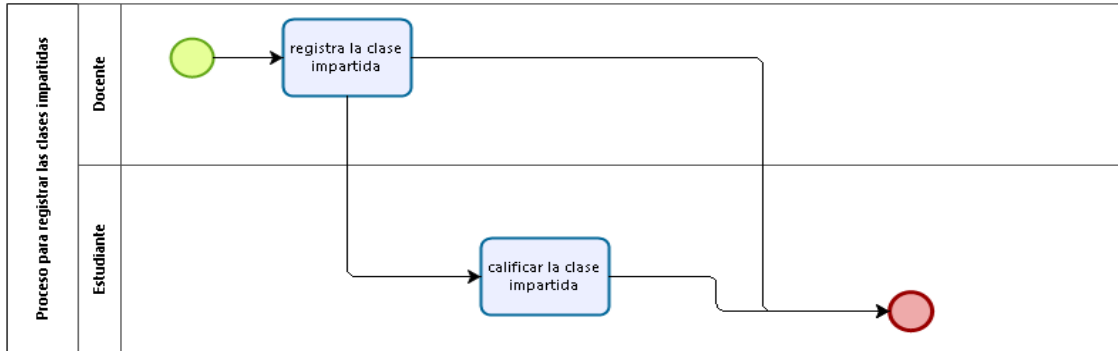 Proceso para registrar las clases impartidas
Docente
registra la clase
impartida
Estudiante
calificar la clase
impartida